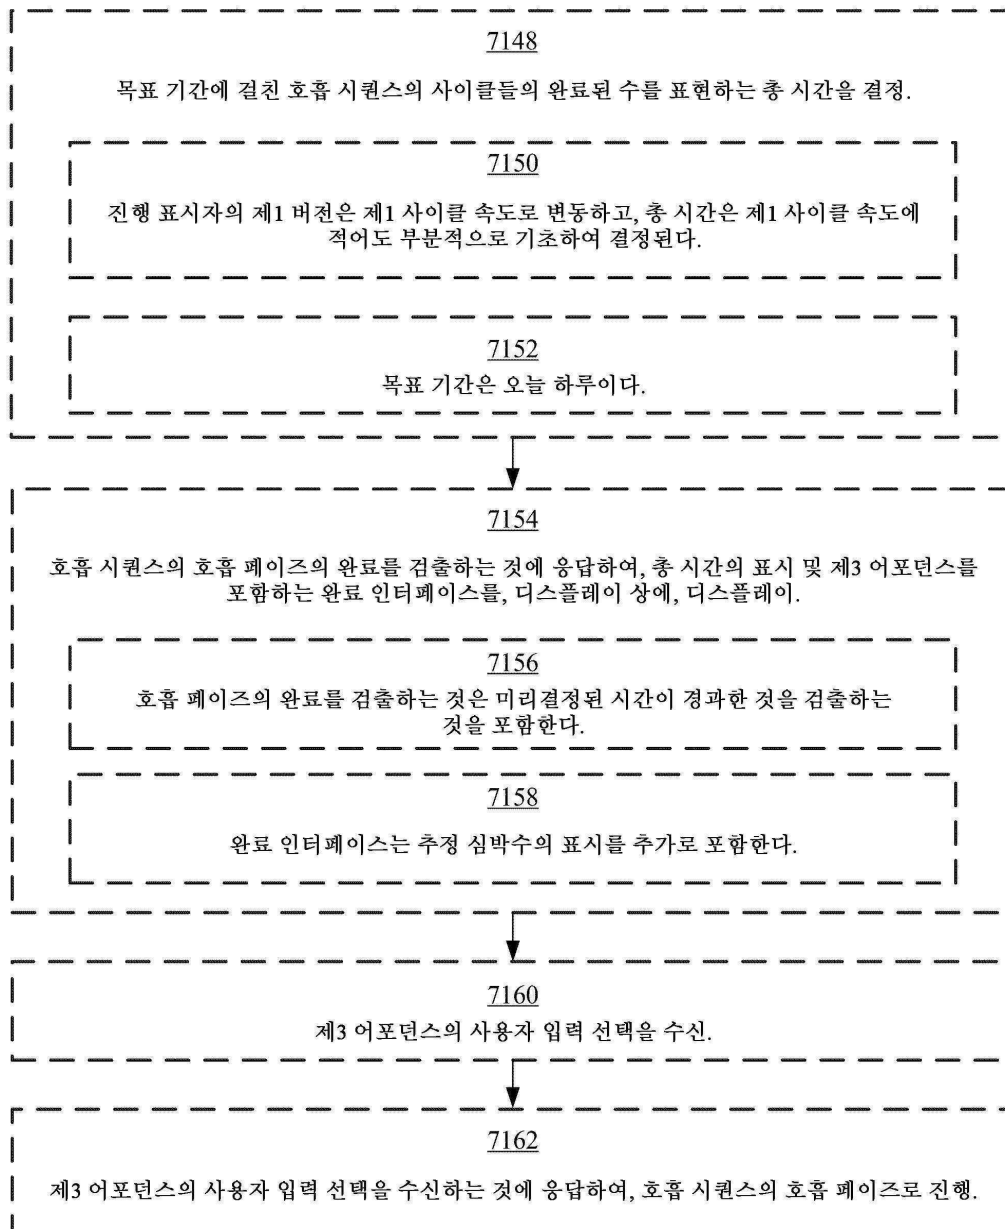 7148
목표 기간에 걸친 호흡 시퀀스의 사이클들의 완료된 수를 표현하는 총 시간을 결정.
7150
진행 표시자의 제1 버전은 제1 사이클 속도로 변동하고, 총 시간은 제1 사이클 속도에
적어도 부분적으로 기초하여 결정된다.
7152
목표 기간은 오늘 하루이다.
7154
호흡 시퀀스의 호흡 페이즈의 완료를 검출하는 것에 응답하여, 총 시간의 표시 및 제3 어포던스를
포함하는 완료 인터페이스를, 디스플레이 상에, 디스플레이.
7156
호흡 페이즈의 완료를 검출하는 것은 미리결정된 시간이 경과한 것을 검출하는
것을 포함한다.
7158
완료 인터페이스는 추정 심박수의 표시를 추가로 포함한다.
7160
제3 어포던스의 사용자 입력 선택을 수신.
7162
제3 어포던스의 사용자 입력 선택을 수신하는 것에 응답하여, 호흡 시퀀스의 호흡 페이즈로 진행.